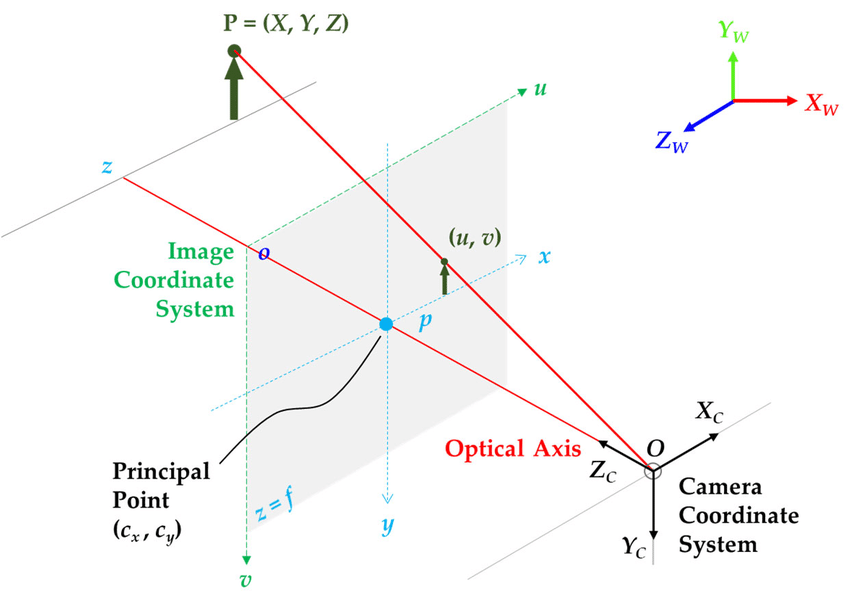 P = (X, Y, Z)
Y_W
X_W
Z_W
u
z
(u, v)
Image
Coordinate
System
o
x
p
X_C
Optical Axis
O
Z_C
Principal
Point
(c_x, c_y)
z = f
y
Camera
Coordinate
System
Y_C
v